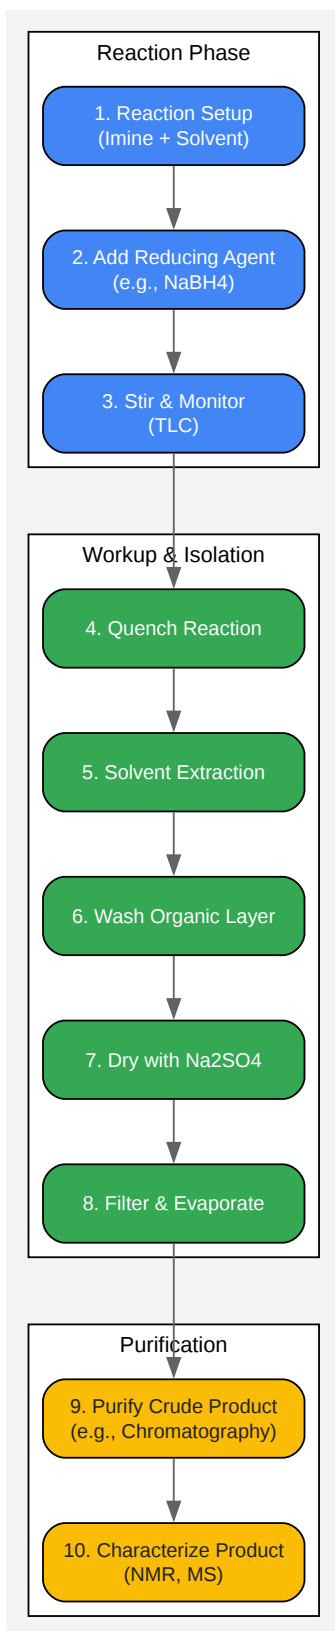 Reaction Phase
1. Reaction Setup
(Imine + Solvent)
2. Add Reducing Agent
(e.g., NaBH4)
3. Stir & Monitor
(TLC)
Workup & Isolation
4. Quench Reaction
5. Solvent Extraction
6. Wash Organic Layer
7. Dry with Na2SO4
8. Filter & Evaporate
Purification
9. Purify Crude Product
(e.g., Chromatography)
10. Characterize Product
(NMR, MS)